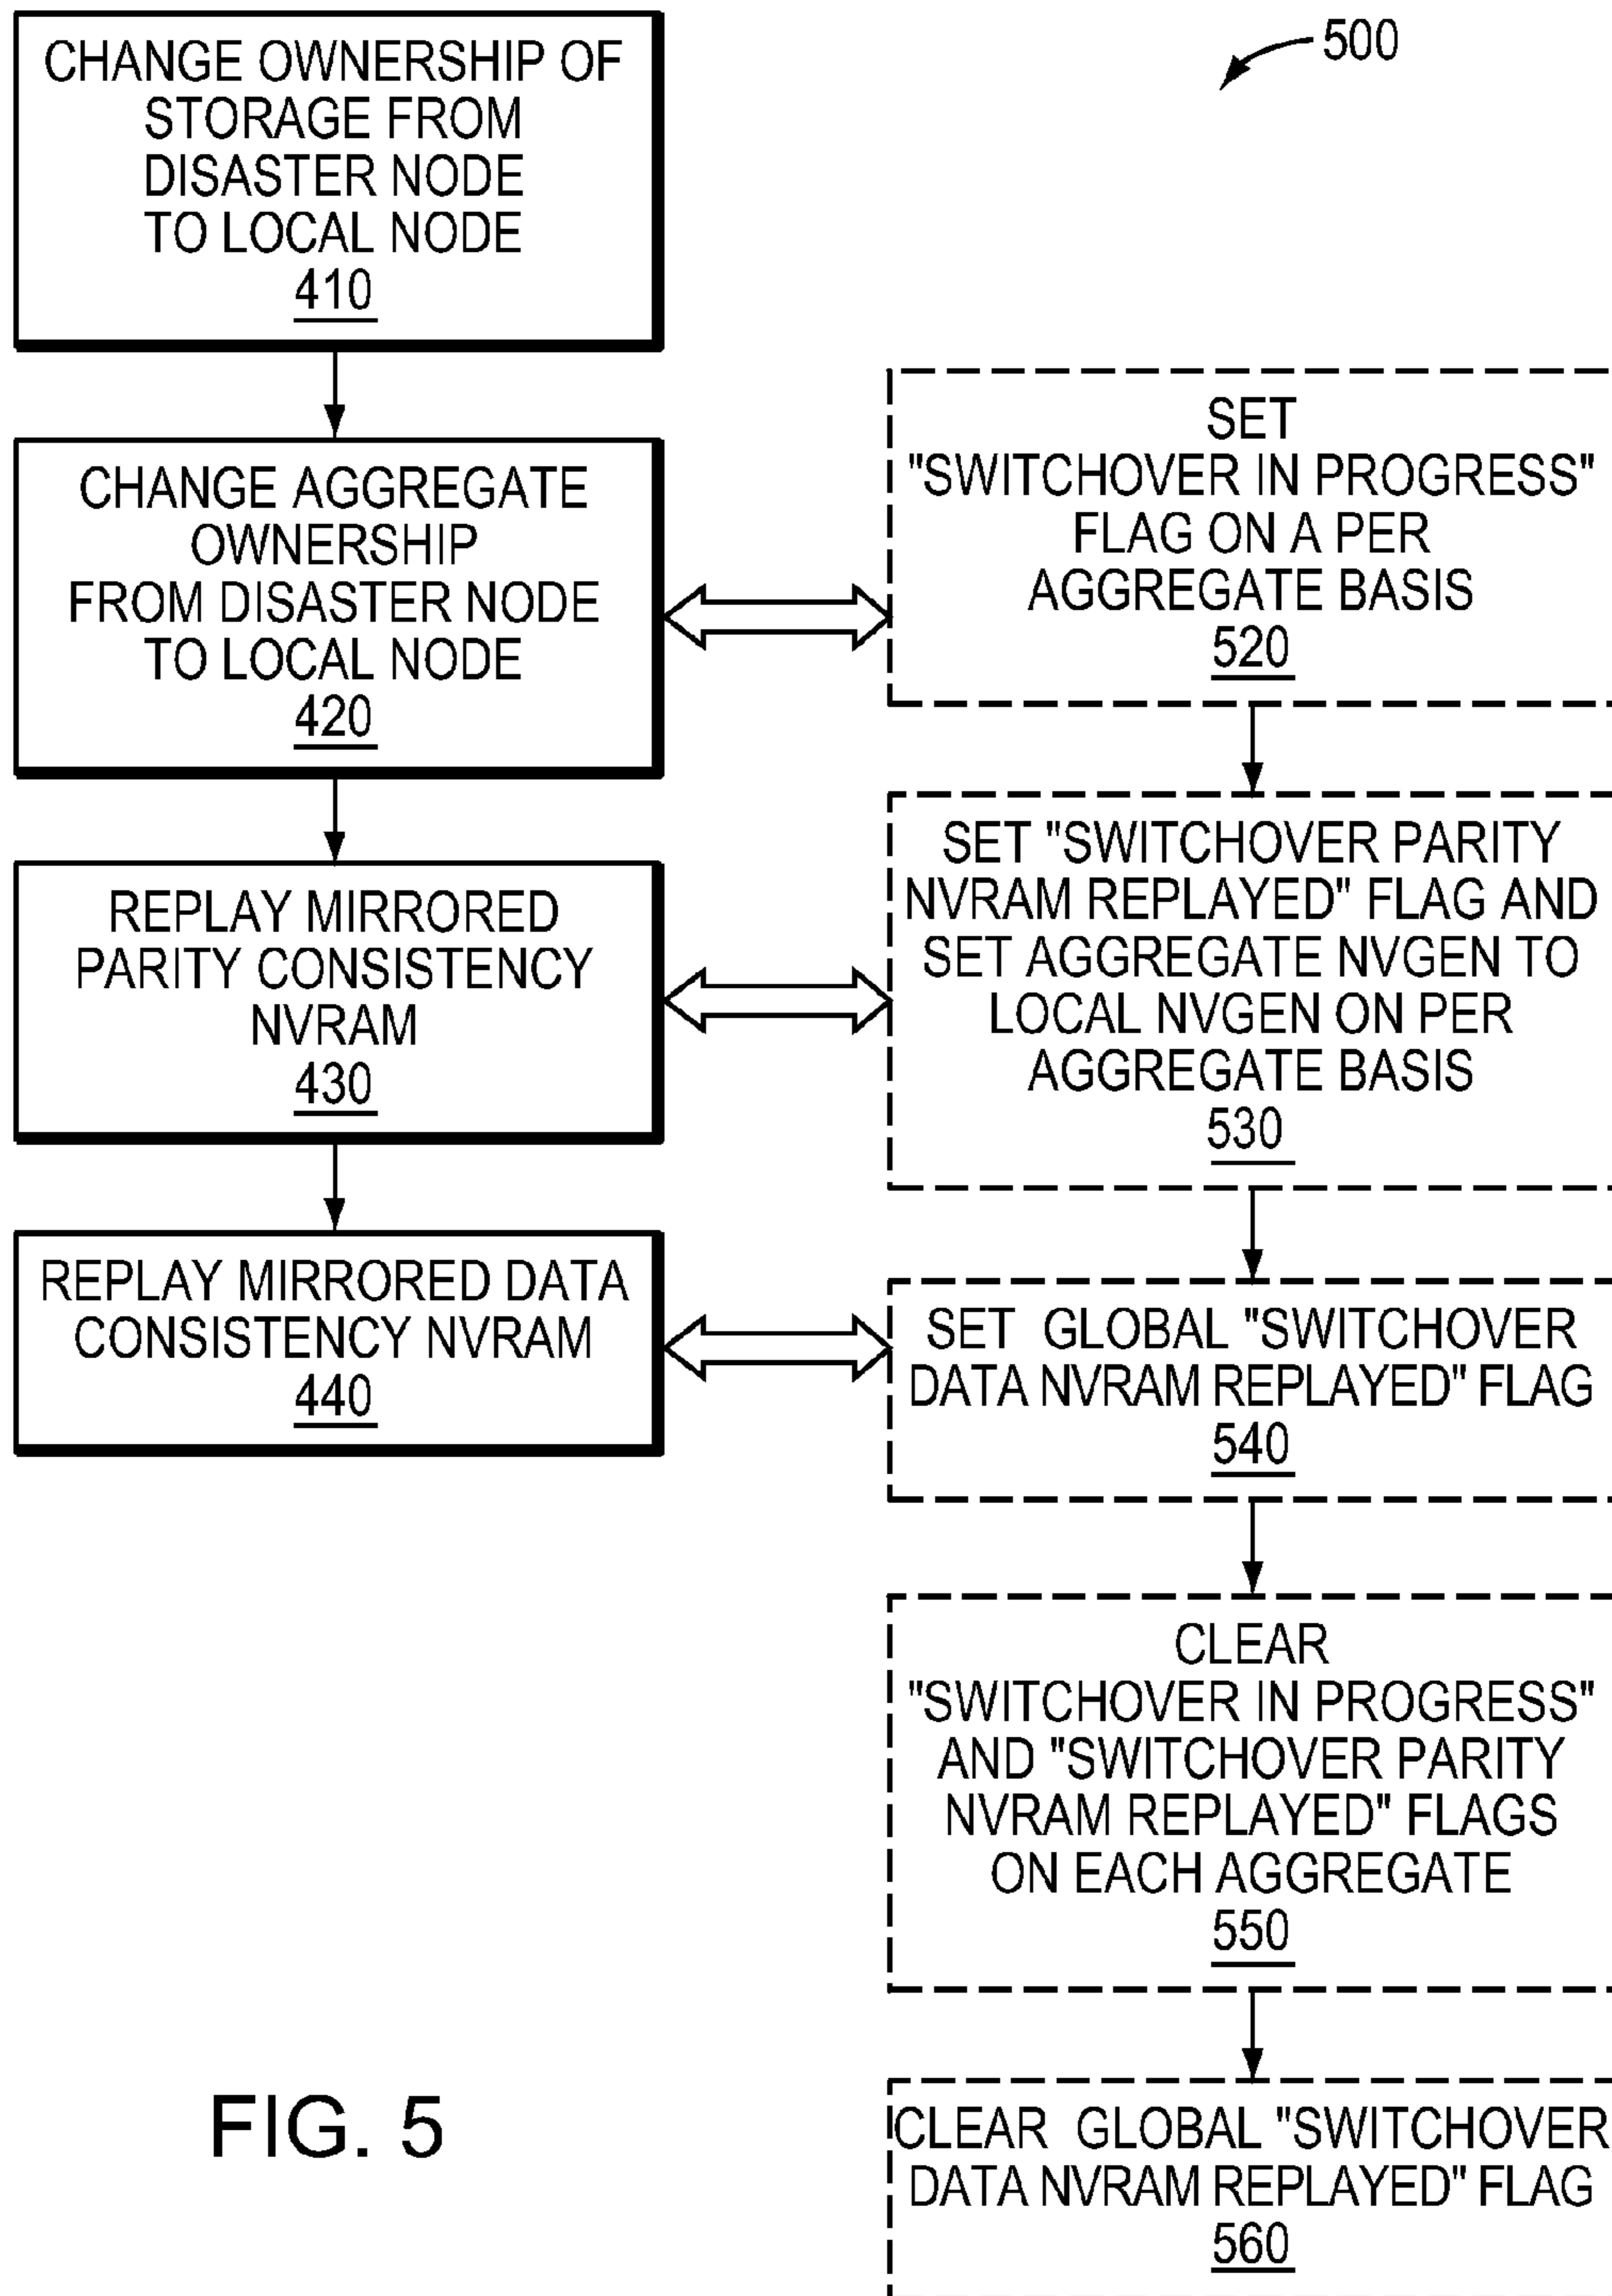 500
CHANGE OWNERSHIP OF
STORAGE FROM
DISASTER NODE
TO LOCAL NODE
410
CHANGE AGGREGATE
OWNERSHIP
FROM DISASTER NODE
TO LOCAL NODE
420
REPLAY MIRRORED
PARITY CONSISTENCY
NVRAM
430
REPLAY MIRRORED DATA
CONSISTENCY NVRAM
440
SET
"SWITCHOVER IN PROGRESS"
FLAG ON A PER
AGGREGATE BASIS
520
SET "SWITCHOVER PARITY
NVRAM REPLAYED" FLAG AND
SET AGGREGATE NVGEN TO
LOCAL NVGEN ON PER
AGGREGATE BASIS
530
SET GLOBAL "SWITCHOVER
DATA NVRAM REPLAYED" FLAG
540
CLEAR
"SWITCHOVER IN PROGRESS"
AND "SWITCHOVER PARITY
NVRAM REPLAYED" FLAGS
ON EACH AGGREGATE
550
CLEAR GLOBAL "SWITCHOVER
DATA NVRAM REPLAYED" FLAG
560
FIG. 5